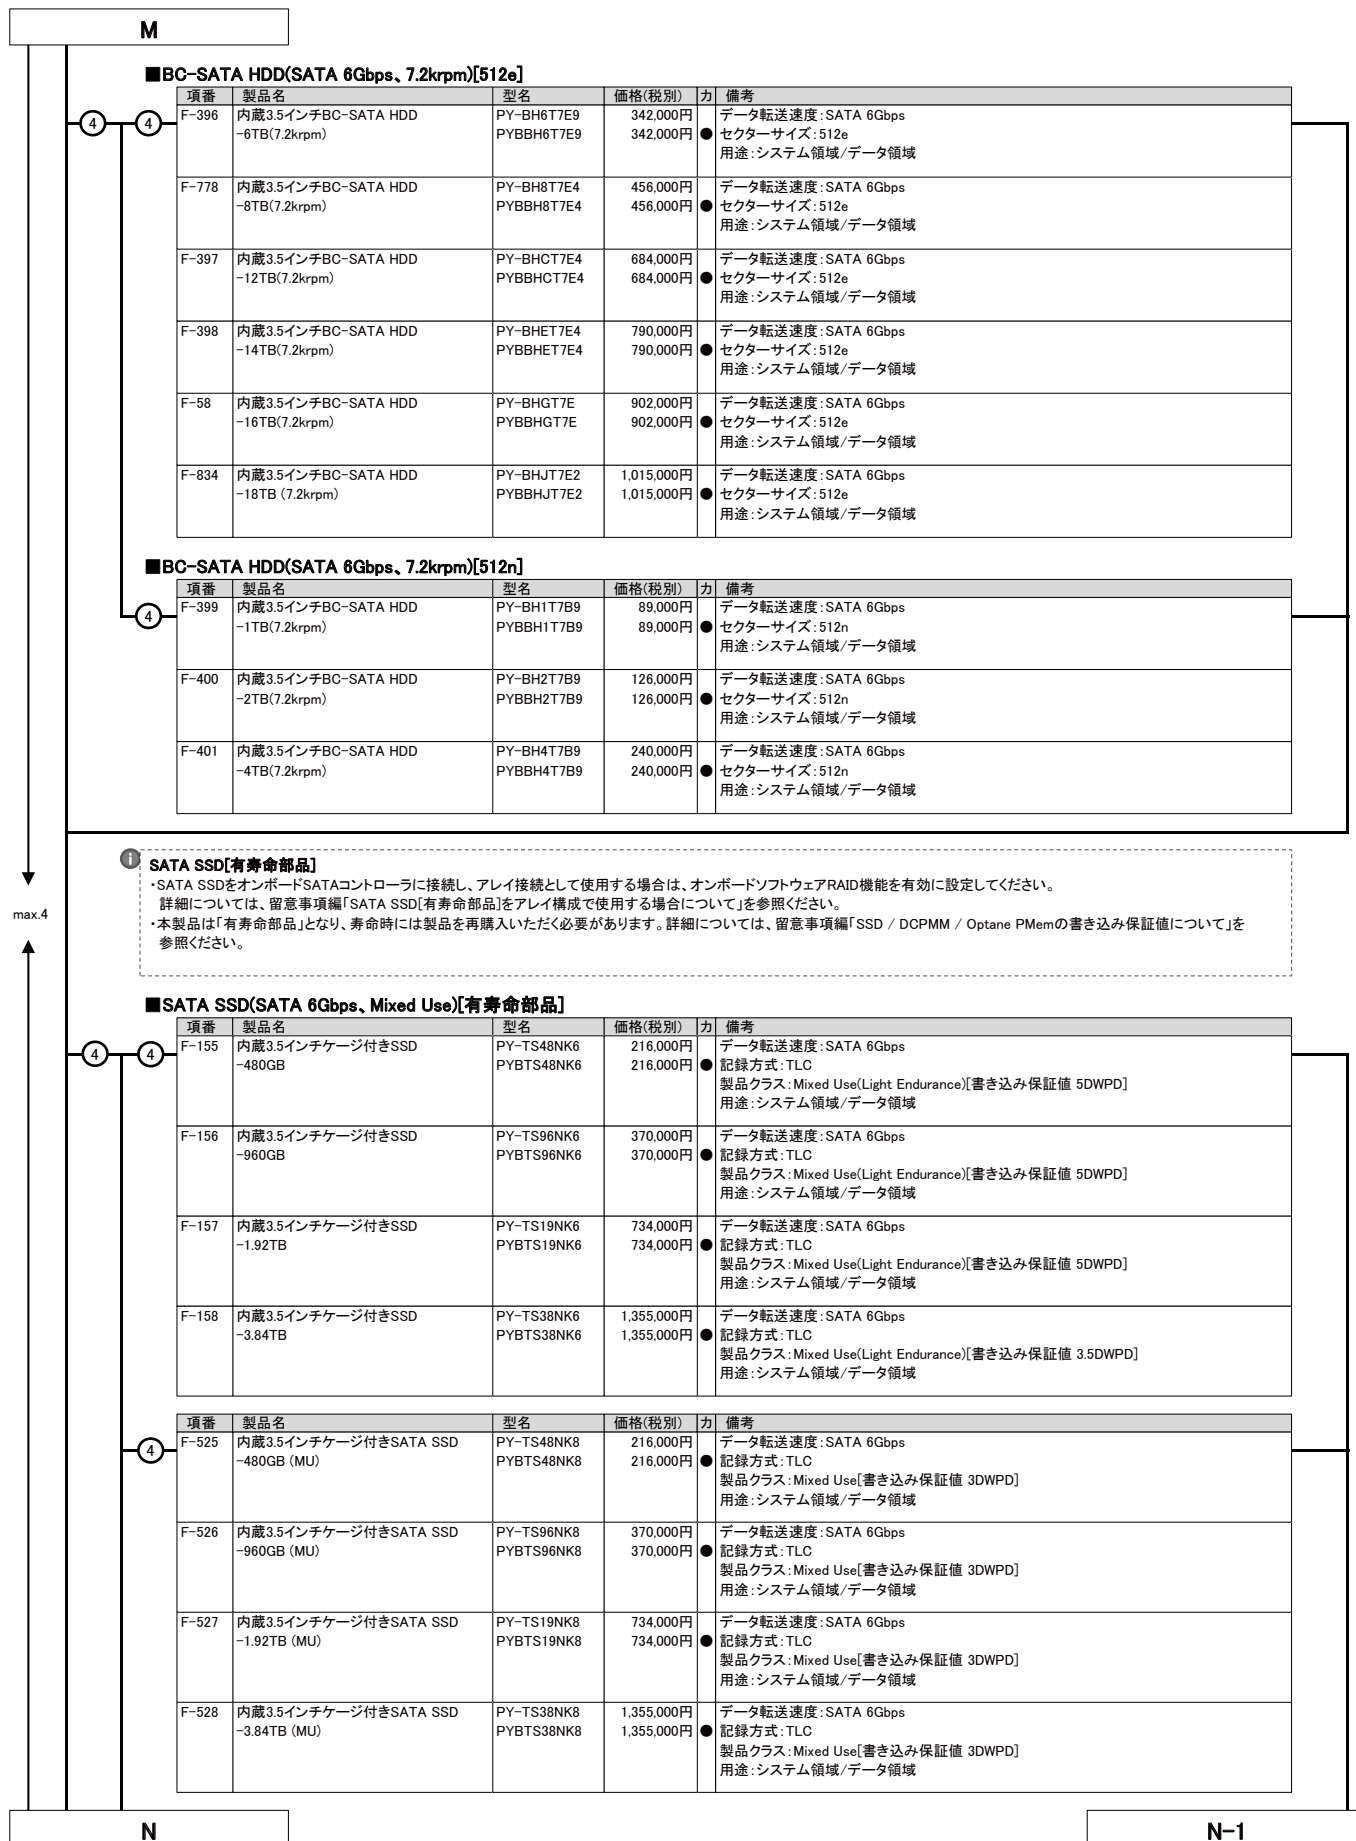 M
■BC-SATA HDD(SATA 6Gbps、7.2krpm)[512e]
項番 製品名 型名 価格(税別) カ 備考
④ ④ F-396 内蔵3.5インチBC-SATA HDD PY-BH6T7E9 342,000円 データ転送速度:SATA 6Gbps
-6TB(7.2krpm) PYBBH6T7E9 342,000円 ● セクターサイズ:512e
用途:システム領域/データ領域
F-778 内蔵3.5インチBC-SATA HDD PY-BH8T7E4 456,000円 データ転送速度:SATA 6Gbps
-8TB(7.2krpm) PYBBH8T7E4 456,000円 ● セクターサイズ:512e
用途:システム領域/データ領域
F-397 内蔵3.5インチBC-SATA HDD PY-BHCT7E4 684,000円 データ転送速度:SATA 6Gbps
-12TB(7.2krpm) PYBBHCT7E4 684,000円 ● セクターサイズ:512e
用途:システム領域/データ領域
F-398 内蔵3.5インチBC-SATA HDD PY-BHET7E4 790,000円 データ転送速度:SATA 6Gbps
-14TB(7.2krpm) PYBBHET7E4 790,000円 ● セクターサイズ:512e
用途:システム領域/データ領域
F-58 内蔵3.5インチBC-SATA HDD PY-BHGT7E 902,000円 データ転送速度:SATA 6Gbps
-16TB(7.2krpm) PYBBHGT7E 902,000円 ● セクターサイズ:512e
用途:システム領域/データ領域
F-834 内蔵3.5インチBC-SATA HDD PY-BHJT7E2 1,015,000円 データ転送速度:SATA 6Gbps
-18TB (7.2krpm) PYBBHJT7E2 1,015,000円 ● セクターサイズ:512e
用途:システム領域/データ領域
■BC-SATA HDD(SATA 6Gbps、7.2krpm)[512n]
項番 製品名 型名 価格(税別) カ 備考
④ F-399 内蔵3.5インチBC-SATA HDD PY-BH1T7B9 89,000円 データ転送速度:SATA 6Gbps
-1TB(7.2krpm) PYBBH1T7B9 89,000円 ● セクターサイズ:512n
用途:システム領域/データ領域
F-400 内蔵3.5インチBC-SATA HDD PY-BH2T7B9 126,000円 データ転送速度:SATA 6Gbps
-2TB(7.2krpm) PYBBH2T7B9 126,000円 ● セクターサイズ:512n
用途:システム領域/データ領域
F-401 内蔵3.5インチBC-SATA HDD PY-BH4T7B9 240,000円 データ転送速度:SATA 6Gbps
-4TB(7.2krpm) PYBBH4T7B9 240,000円 ● セクターサイズ:512n
用途:システム領域/データ領域
i SATA SSD[有寿命部品]
・SATA SSDをオンボードSATAコントローラに接続し、アレイ接続として使用する場合は、オンボードソフトウェアRAID機能を有効に設定してください。
詳細については、留意事項編「SATA SSD[有寿命部品]をアレイ構成で使用する場合について」を参照ください。
・本製品は「有寿命部品」となり、寿命時には製品を再購入いただく必要があります。詳細については、留意事項編「SSD / DCPMM / Optane PMemの書き込み保証値について」を
参照ください。
max.4
■SATA SSD(SATA 6Gbps、Mixed Use)[有寿命部品]
項番 製品名 型名 価格(税別) カ 備考
④ ④ F-155 内蔵3.5インチケージ付きSSD PY-TS48NK6 216,000円 データ転送速度:SATA 6Gbps
-480GB PYBTS48NK6 216,000円 ● 記録方式:TLC
製品クラス:Mixed Use(Light Endurance)[書き込み保証値 5DWPD]
用途:システム領域/データ領域
F-156 内蔵3.5インチケージ付きSSD PY-TS96NK6 370,000円 データ転送速度:SATA 6Gbps
-960GB PYBTS96NK6 370,000円 ● 記録方式:TLC
製品クラス:Mixed Use(Light Endurance)[書き込み保証値 5DWPD]
用途:システム領域/データ領域
F-157 内蔵3.5インチケージ付きSSD PY-TS19NK6 734,000円 データ転送速度:SATA 6Gbps
-1.92TB PYBTS19NK6 734,000円 ● 記録方式:TLC
製品クラス:Mixed Use(Light Endurance)[書き込み保証値 5DWPD]
用途:システム領域/データ領域
F-158 内蔵3.5インチケージ付きSSD PY-TS38NK6 1,355,000円 データ転送速度:SATA 6Gbps
-3.84TB PYBTS38NK6 1,355,000円 ● 記録方式:TLC
製品クラス:Mixed Use(Light Endurance)[書き込み保証値 3.5DWPD]
用途:システム領域/データ領域
項番 製品名 型名 価格(税別) カ 備考
④ F-525 内蔵3.5インチケージ付きSATA SSD PY-TS48NK8 216,000円 データ転送速度:SATA 6Gbps
-480GB (MU) PYBTS48NK8 216,000円 ● 記録方式:TLC
製品クラス:Mixed Use[書き込み保証値 3DWPD]
用途:システム領域/データ領域
F-526 内蔵3.5インチケージ付きSATA SSD PY-TS96NK8 370,000円 データ転送速度:SATA 6Gbps
-960GB (MU) PYBTS96NK8 370,000円 ● 記録方式:TLC
製品クラス:Mixed Use[書き込み保証値 3DWPD]
用途:システム領域/データ領域
F-527 内蔵3.5インチケージ付きSATA SSD PY-TS19NK8 734,000円 データ転送速度:SATA 6Gbps
-1.92TB (MU) PYBTS19NK8 734,000円 ● 記録方式:TLC
製品クラス:Mixed Use[書き込み保証値 3DWPD]
用途:システム領域/データ領域
F-528 内蔵3.5インチケージ付きSATA SSD PY-TS38NK8 1,355,000円 データ転送速度:SATA 6Gbps
-3.84TB (MU) PYBTS38NK8 1,355,000円 ● 記録方式:TLC
製品クラス:Mixed Use[書き込み保証値 3DWPD]
用途:システム領域/データ領域
N N-1